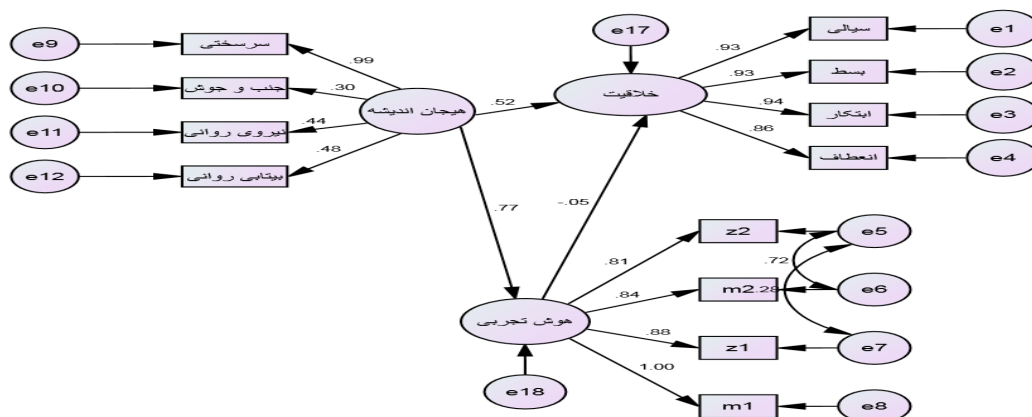 e9
سرسختی
.99
e10
جنب و جوش
.30
e11
نیروی روانی
.44
e12
بیتابی روانی
.48
هیجان اندیشه
.52
e17
خلاقیت
.93
سیالی
e1
.93
بسط
e2
.94
ابتکار
e3
.86
انعطاف
e4
.77
-.05
هوش تجربی
e18
.81
z2
e5
.72
.84
m2
.28
e6
.88
z1
e7
1.00
m1
e8